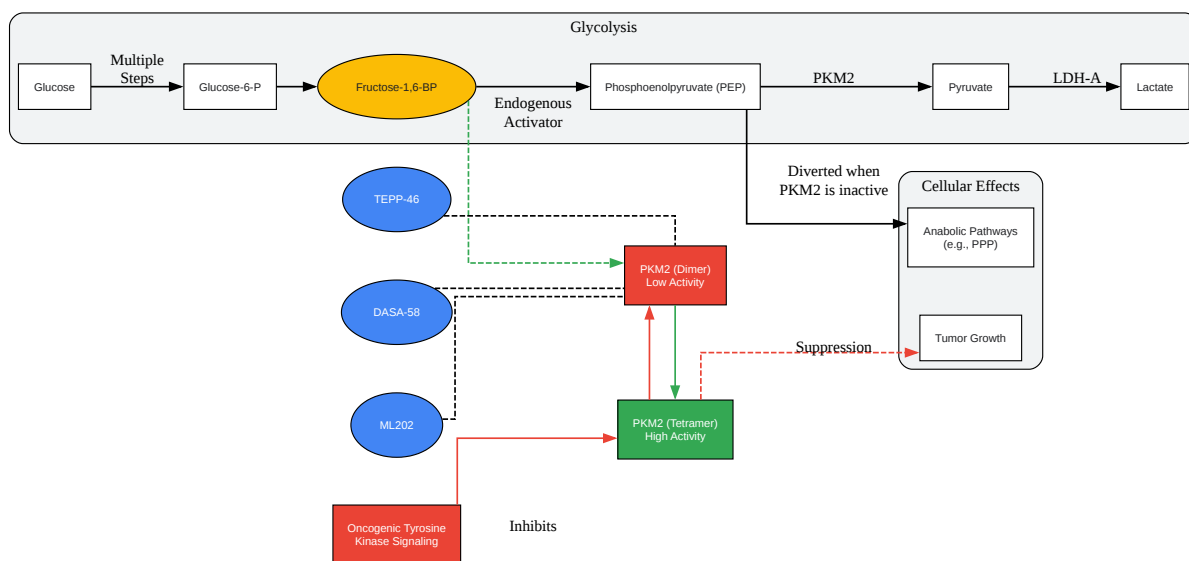 Glycolysis
Multiple
Steps
PKM2
LDH-A
Glucose
Glucose-6-P
Fructose-1,6-BP
Phosphoenolpyruvate (PEP)
Pyruvate
Lactate
Endogenous
Activator
Diverted when
PKM2 is inactive
Cellular Effects
TEPP-46
Anabolic Pathways
(e.g., PPP)
PKM2 (Dimer)
Low Activity
DASA-58
Tumor Growth
Suppression
ML202
PKM2 (Tetramer)
High Activity
Oncogenic Tyrosine
Kinase Signaling
Inhibits